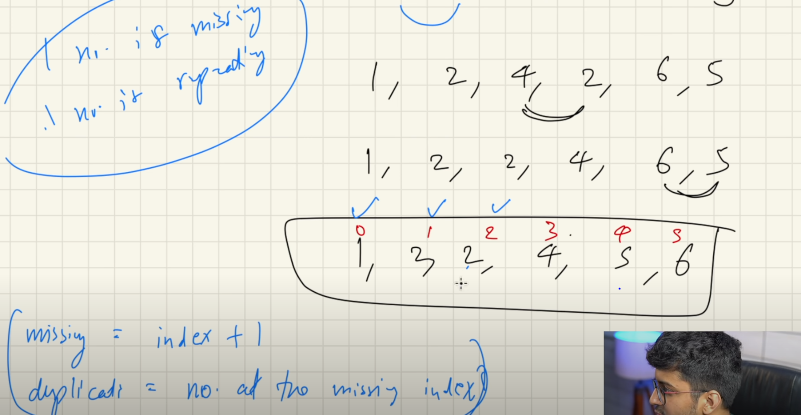 1 no. is missing
1 no. is repeating
1, 2, 4, 2, 6, 5
1, 2, 2, 4, 6, 5
0 1 2 3 4 5
1, 2, 2, 4, 5, 6
missing = index + 1
duplicate = no. at the missing index